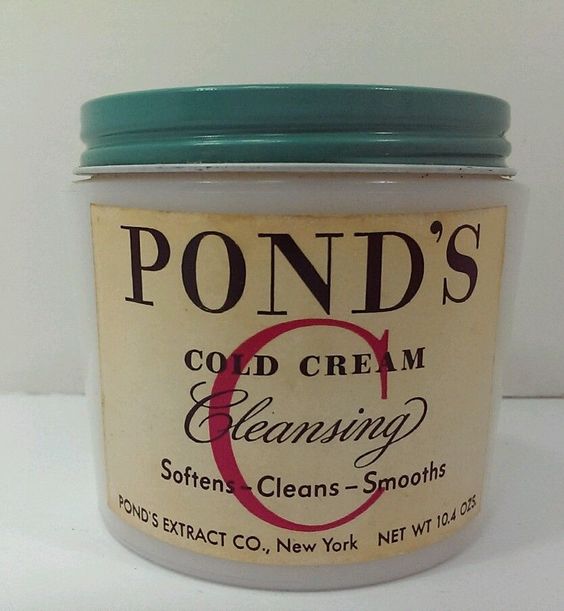 POND'S
C
COLD CREAM
Cleansing
Softens – Cleans – Smooths
POND'S EXTRACT CO., New York NET WT 10.4 OZS.